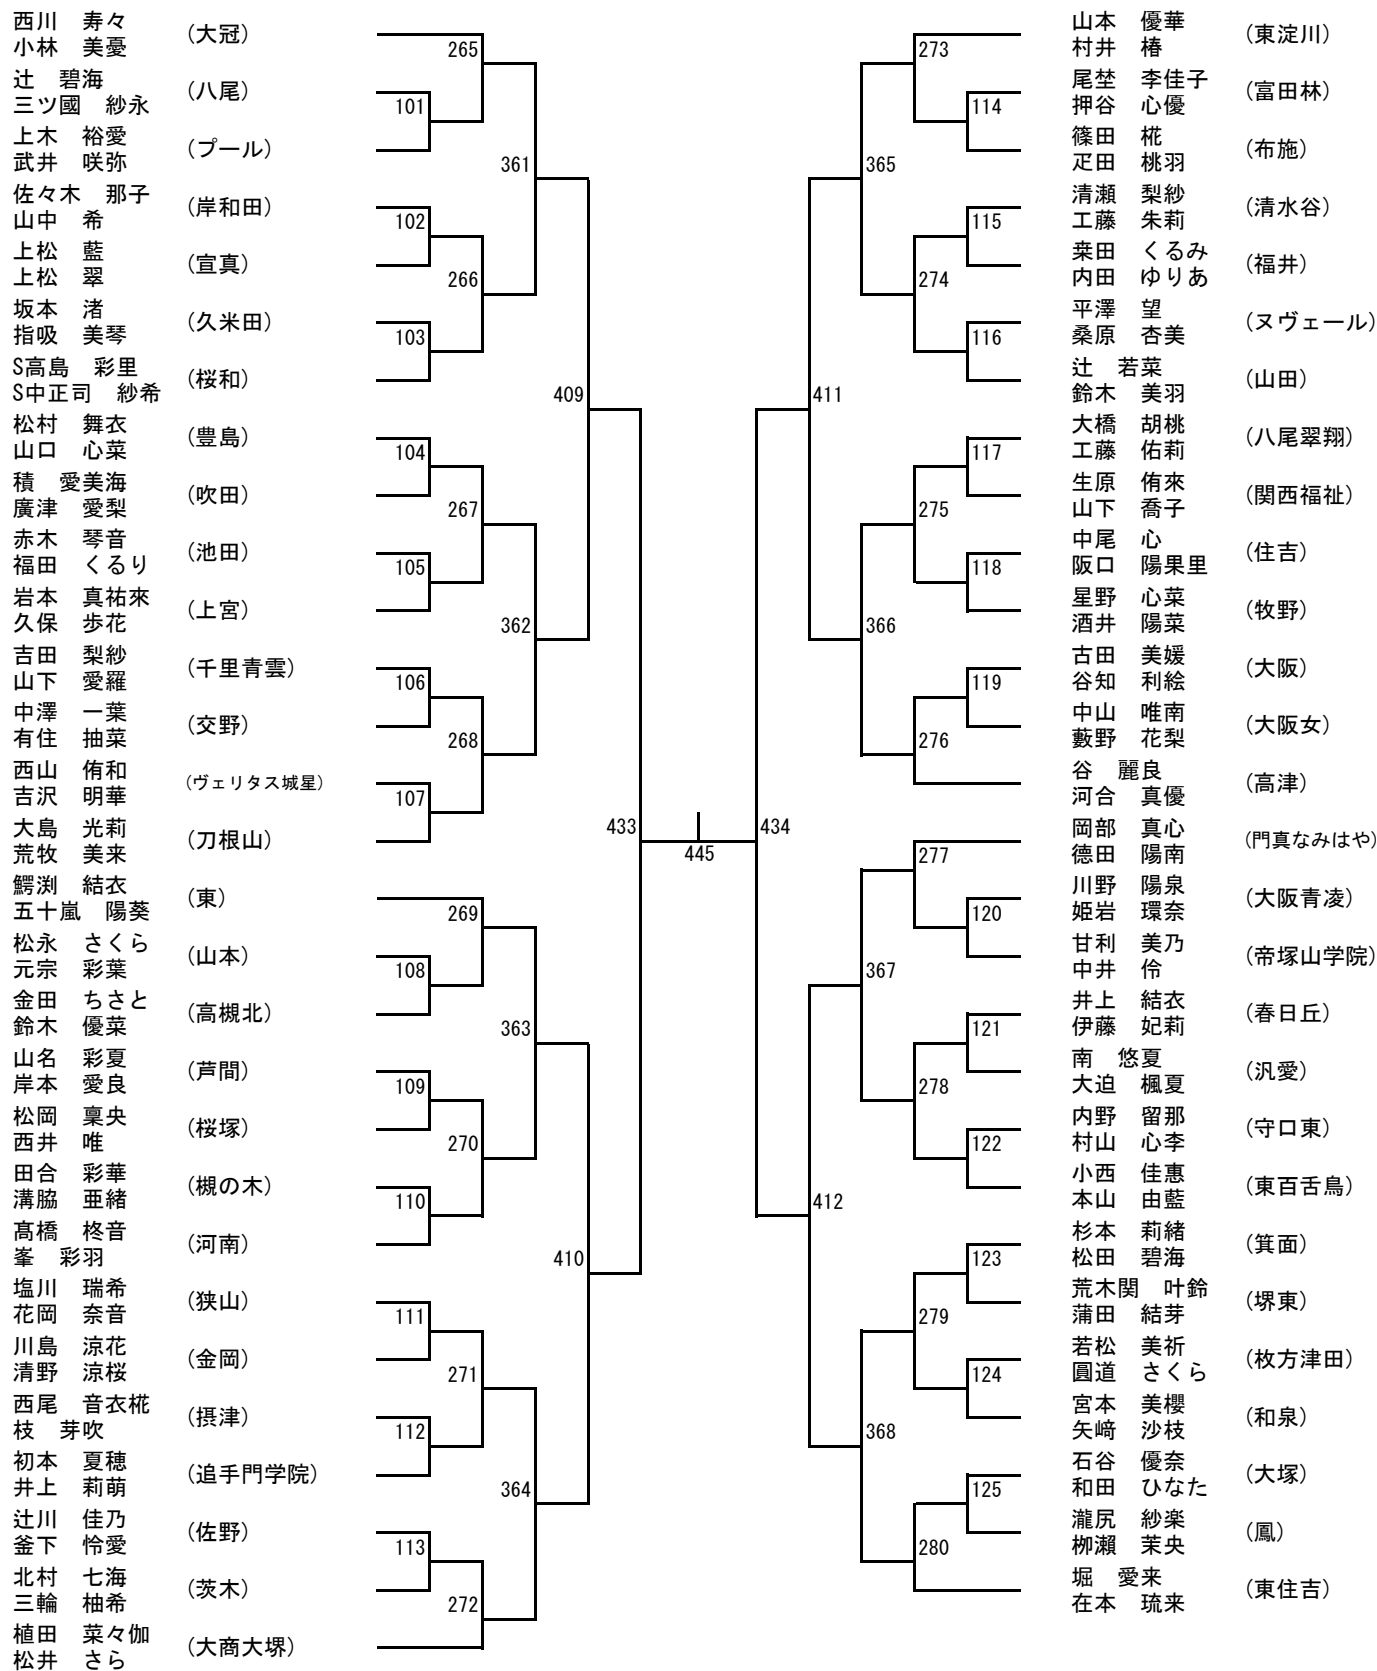 西川　寿々
小林　美憂
(大冠)
辻　碧海
三ツ國　紗永
(八尾)
上木　裕愛
武井　咲弥
(プール)
佐々木　那子
山中　希
(岸和田)
上松　藍
上松　翠
(宣真)
坂本　渚
指吸　美琴
(久米田)
S高島　彩里
S中正司　紗希
(桜和)
松村　舞衣
山口　心菜
(豊島)
積　愛美海
廣津　愛梨
(吹田)
赤木　琴音
福田　くるり
(池田)
岩本　真祐來
久保　歩花
(上宮)
吉田　梨紗
山下　愛羅
(千里青雲)
中澤　一葉
有住　抽菜
(交野)
西山　侑和
吉沢　明華
(ヴェリタス城星)
大島　光莉
荒牧　美来
(刀根山)
鰐渕　結衣
五十嵐　陽葵
(東)
松永　さくら
元宗　彩葉
(山本)
金田　ちさと
鈴木　優菜
(高槻北)
山名　彩夏
岸本　愛良
(芦間)
松岡　稟央
西井　唯
(桜塚)
田合　彩華
溝脇　亜緒
(槻の木)
髙橋　柊音
峯　彩羽
(河南)
塩川　瑞希
花岡　奈音
(狭山)
川島　涼花
清野　涼桜
(金岡)
西尾　音衣椛
枝　芽吹
(摂津)
初本　夏穂
井上　莉萌
(追手門学院)
辻川　佳乃
釜下　怜愛
(佐野)
北村　七海
三輪　柚希
(茨木)
植田　菜々伽
松井　さら
(大商大堺)
101
102
103
104
105
106
107
108
109
110
111
112
113
265
266
267
268
269
270
271
272
361
362
363
364
409
410
433
445
434
411
412
365
366
367
368
273
274
275
276
277
278
279
280
114
115
116
117
118
119
120
121
122
123
124
125
山本　優華
村井　椿
(東淀川)
尾埜　李佳子
押谷　心優
(富田林)
篠田　椛
疋田　桃羽
(布施)
清瀬　梨紗
工藤　朱莉
(清水谷)
桒田　くるみ
内田　ゆりあ
(福井)
平澤　望
桑原　杏美
(ヌヴェール)
辻　若菜
鈴木　美羽
(山田)
大橋　胡桃
工藤　佑莉
(八尾翠翔)
生原　侑來
山下　喬子
(関西福祉)
中尾　心
阪口　陽果里
(住吉)
星野　心菜
酒井　陽菜
(牧野)
古田　美媛
谷知　利絵
(大阪)
中山　唯南
藪野　花梨
(大阪女)
谷　麗良
河合　真優
(高津)
岡部　真心
德田　陽南
(門真なみはや)
川野　陽泉
姫岩　環奈
(大阪青凌)
甘利　美乃
中井　伶
(帝塚山学院)
井上　結衣
伊藤　妃莉
(春日丘)
南　悠夏
大迫　楓夏
(汎愛)
内野　留那
村山　心李
(守口東)
小西　佳惠
本山　由藍
(東百舌鳥)
杉本　莉緒
松田　碧海
(箕面)
荒木関　叶鈴
蒲田　結芽
(堺東)
若松　美祈
圓道　さくら
(枚方津田)
宮本　美櫻
矢﨑　沙枝
(和泉)
石谷　優奈
和田　ひなた
(大塚)
瀧尻　紗楽
栁瀬　茉央
(鳳)
堀　愛来
在本　琉来
(東住吉)